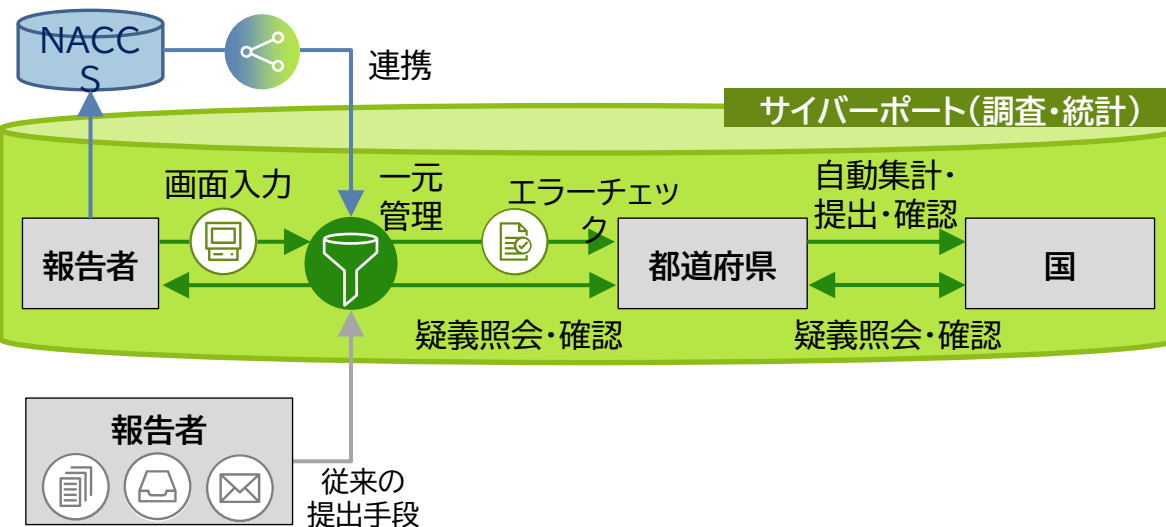 NACC
S
連携
サイバーポート(調査・統計)
画面入力
一元
管理
エラーチェッ
ク
自動集計・
提出・確認
報告者
都道府県
国
疑義照会・確認
疑義照会・確認
報告者
従来の
提出手段